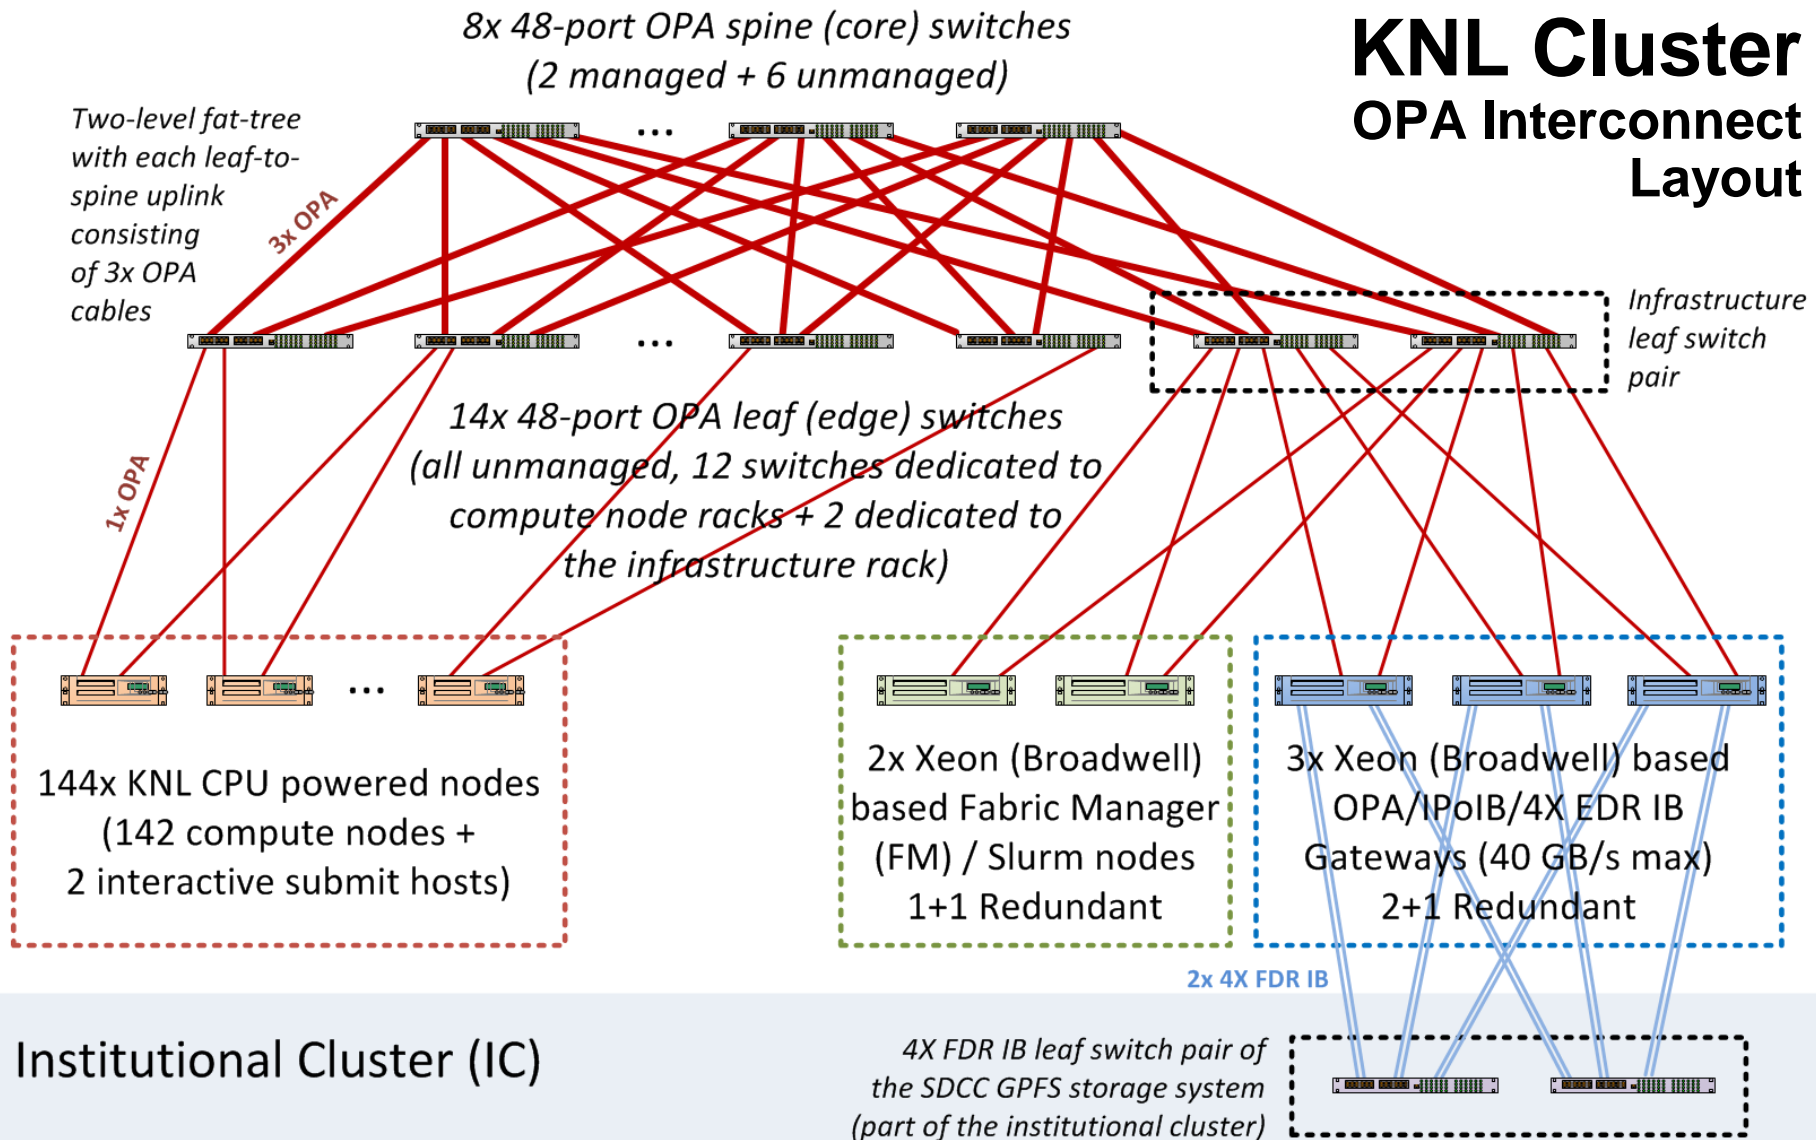 8x 48-port OPA spine (core) switches
(2 managed + 6 unmanaged)
KNL Cluster
OPA Interconnect
Layout
Two-level fat-tree
with each leaf-to-
spine uplink
consisting
of 3x OPA
cables
3x OPA
...
...
Infrastructure
leaf switch
pair
14x 48-port OPA leaf (edge) switches
(all unmanaged, 12 switches dedicated to
compute node racks + 2 dedicated to
the infrastructure rack)
1x OPA
...
144x KNL CPU powered nodes
(142 compute nodes +
2 interactive submit hosts)
2x Xeon (Broadwell)
based Fabric Manager
(FM) / Slurm nodes
1+1 Redundant
3x Xeon (Broadwell) based
OPA/IPoIB/4X EDR IB
Gateways (40 GB/s max)
2+1 Redundant
2x 4X FDR IB
Institutional Cluster (IC)
4X FDR IB leaf switch pair of
the SDCC GPFS storage system
(part of the institutional cluster)